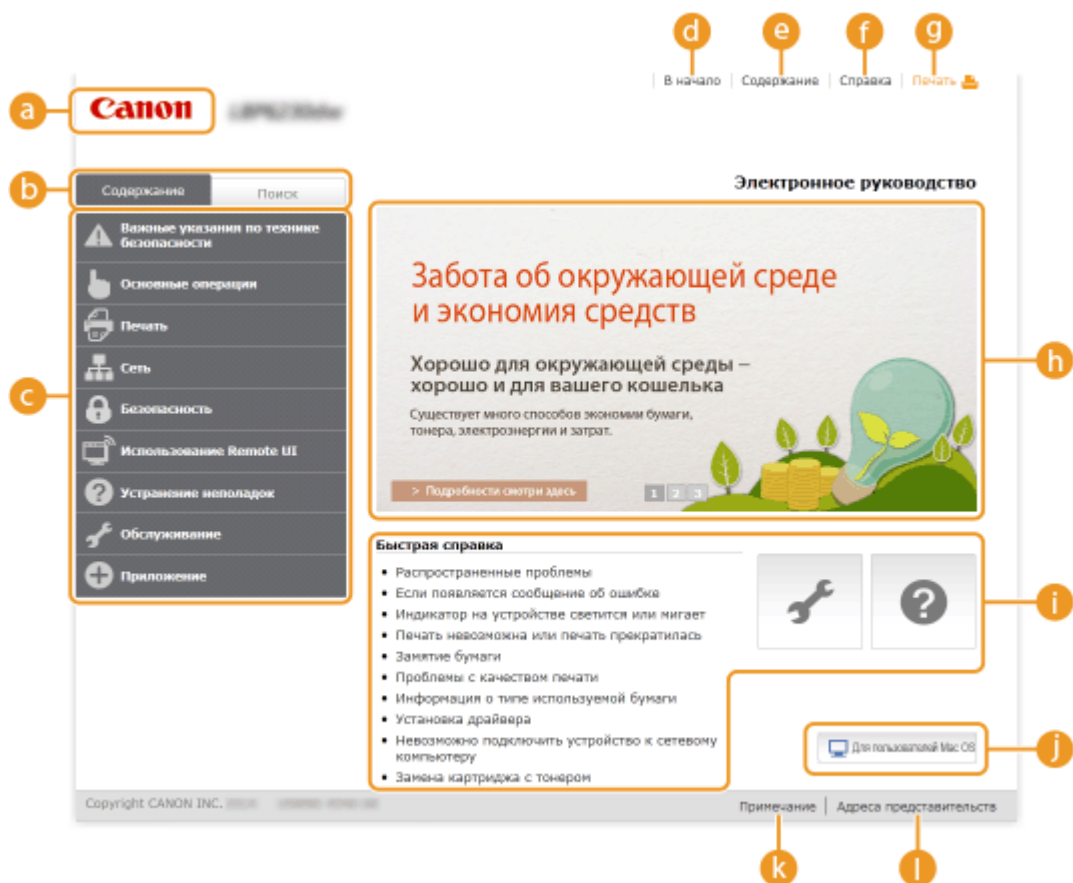 d e f g
В начало Содержание Справка Печать
a Canon
b Содержание Поиск
Электронное руководство
Важные указания по технике
безопасности
Основные операции
Печать
Сеть
c
Безопасность
Использование Remote UI
Устранение неполадок
Обслуживание
Приложение
Забота об окружающей среде
и экономия средств
Хорошо для окружающей среды –
хорошо и для вашего кошелька
h
Существует много способов экономии бумаги,
тонера, электроэнергии и затрат.
> Подробности смотри здесь 1 2 3
Быстрая справка
• Распространенные проблемы
• Если появляется сообщение об ошибке
• Индикатор на устройстве светится или мигает
i
• Печать невозможна или печать прекратилась
• Замятие бумаги
• Проблемы с качеством печати
• Информация о типе используемой бумаги
• Установка драйвера
• Невозможно подключить устройство к сетевому
компьютеру
• Замена картриджа с тонером
Для пользователей Mac OS j
Copyright CANON INC.
Примечание Адреса представительств
k l